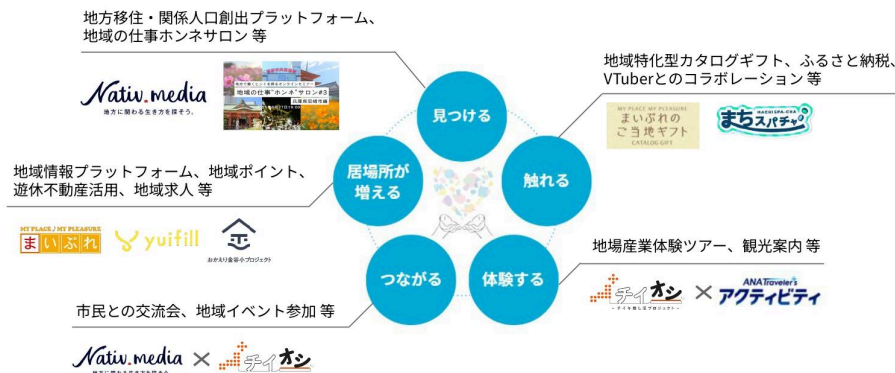 地方移住・関係人口創出プラットフォーム、
地域の仕事ホンネサロン 等
Nativ.media
地方に関わる生き方を探そう。
地域の仕事"ホンネ"サロン#3
見つける
地域特化型カタログギフト、ふるさと納税、
VTuberとのコラボレーション 等
MY PLACE MY PLEASURE
まいぷれの
ご当地ギフト
CATALOG GIFT
MACHISPA-CHA
まちスパチャ
居場所が
増える
触れる
地域情報プラットフォーム、地域ポイント、
遊休不動産活用、地域求人 等
MY PLACE / MY PLEASURE
まいぷれ
yuifill
おかえり金谷小プロジェクト
つながる
体験する
地場産業体験ツアー、観光案内 等
チイオシ
×
ANA Traveler's
アクティビティ
市民との交流会、地域イベント参加 等
Nativ.media
×
チイオシ